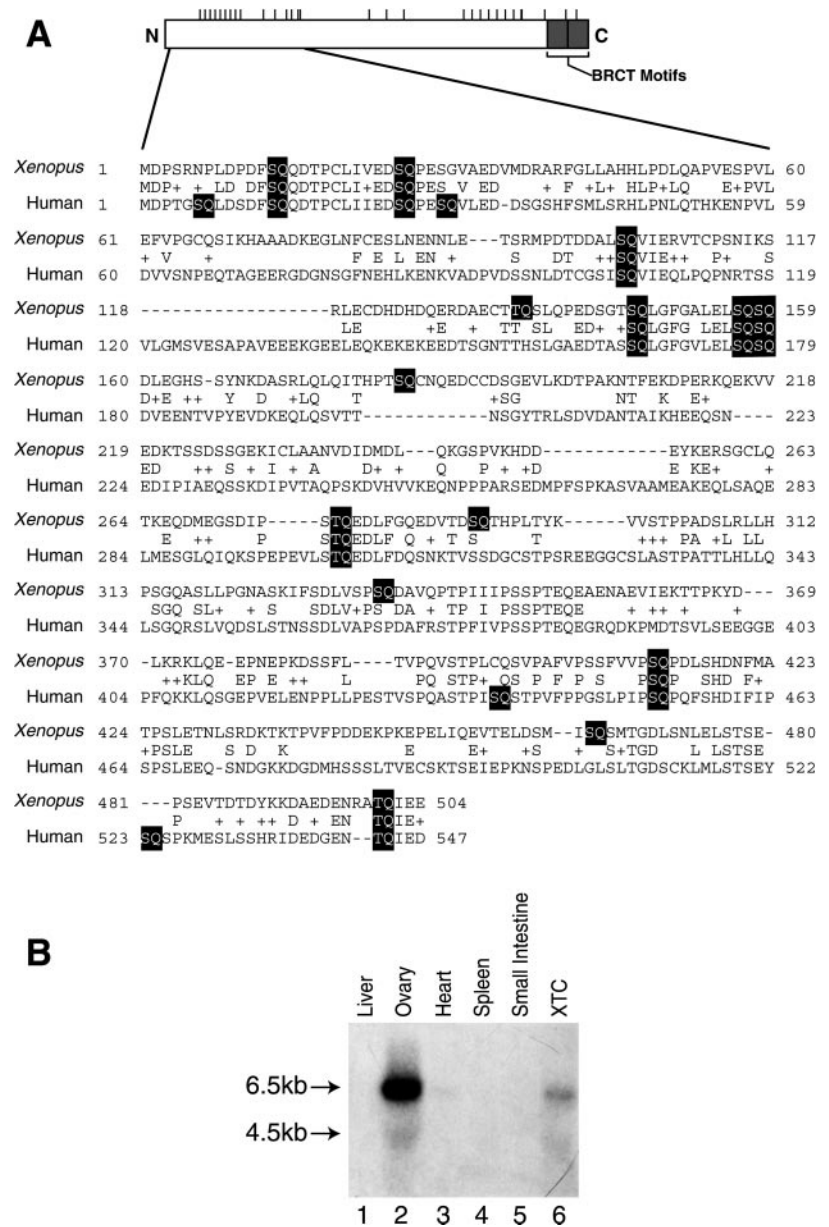 A
N
C
BRCT Motifs
Xenopus 1 MDPSRNPLDPDFSQQDTPCLIVEDSQPESGVAEDVMDRARFGLLAHHLPDLQAPVESPVL 60
MDP+ + LD DFSQQDTPCLI+EDSQPES V ED + F +L+ HLP+LQ E+PVL
Human 1 MDPTGSQLDSDFSQQDTPCLIIEDSQPESQVLEDDSGSHFSMLSRHLPNLQTHKENPVL 59
Xenopus 61 EFVPGCQSIKHAAADKEGLNFCESLNENNLE---TSRMPDTDDALSQVIERVTCPSNIKS 117
+ V + F E L EN+ S DT ++SQVIE++ P+ S
Human 60 DVVSNPEQTAGEERGDGNSGFNEHLKENKVADPVDSSNLDTCGSISQVIEQLPQPNRTSS 119
Xenopus 118 ------------------RLECDHDHDQERDAECTTQSLQPEDSGTSQLGFGALELSQSQ 159
LE +E+ TT SL ED+ +SQLGFG LELSQSQ
Human 120 VLGMSVESAPAVEEEKGEELEQKEKEKEEDTSGNTTHSLGAEDTASSQLGFGVLELSQSQ 179
Xenopus 160 DLEGHS-SYNKDASRLQLQITHPTSQCNQEDCCDSGEVLKDTPAKNTFEKDPERKQEKVV 218
D+E+ ++ Y D +LQ T +SG NT K E+
Human 180 DVEENTVPYEVDKEQLQSVTT------------NSGYTRLSDVDANTAIKHEEQSN---- 223
Xenopus 219 EDKTSSDSSGEKICLAANVDIDMDL---QKGSPVKHDD------------EYKERSGCLQ 263
ED ++ S + I + A D+ + Q P +D E KE+ +
Human 224 EDIPIAEQSSKDIPVTAQPSKDVHVVKEQNPPPARSEDMPFSPKASVAAMEAKEQLSAQE 283
Xenopus 264 TKEQDMEGSDIP-----STQEDLFGQEDVTDSQTHPLTYK------VVSTPPADSLRLLH 312
E ++ P STQEDLF Q + S T +++ PA +L LL
Human 284 LMESGLQIQKSPEPEVLSTQEDLFDQSNKTVSSDGCSTPSREEGGCSLASTPATTLHLLQ 343
Xenopus 313 PSGQASLLPGNASKIFSDLVSPSQDAVQPTPIIIPSSPTEQEAENAEVIEKTTPKYD--- 369
SGQ SL+ + S SDLV+PS DA + TP I PSSPTEQE +++ + +
Human 344 LSGQRSLVQDSLSTNSSDLVAPSPDAFRSTPFIVPSSPTEQEGRQDKPMDTSVLSEEGGE 403
Xenopus 370 -LKRKLQE-EPNEPKDSSFL----TVPQVSTPLCQSVPAFVPSSFVVPSQPDLSHDNFMA 423
++KLQ EP E ++ L PQ STP+ QS P F P S P SQP SHD F+
Human 404 PFQKKLQSGEPVELENPPLLPESTVSPQASTPISQSTPVFPPGSLPIPSQPQFSHDIFIP 463
Xenopus 424 TPSLETNLSRDKTKTPVFPDDEKPKEPELIQEVTELDSM--ISQSMTGDLSNLELSTSE- 480
+PSLE S D K E E+ +S + S+TGD L LSTSE
Human 464 SPSLEEQ-SNDGKKDGDMHSSSLTVECSKTSEIEPKNSPEDLGLSLTGDSCKLMLSTSEY 522
Xenopus 481 ---PSEVTDTDYKKDAEDENRATQIEE 504
P + + ++ D + EN TQIE+
Human 523 SQSPKMESLSSHRIDEDGEN--TQIED 547
B
Liver Ovary Heart Spleen Small Intestine XTC
6.5kb
4.5kb
1 2 3 4 5 6